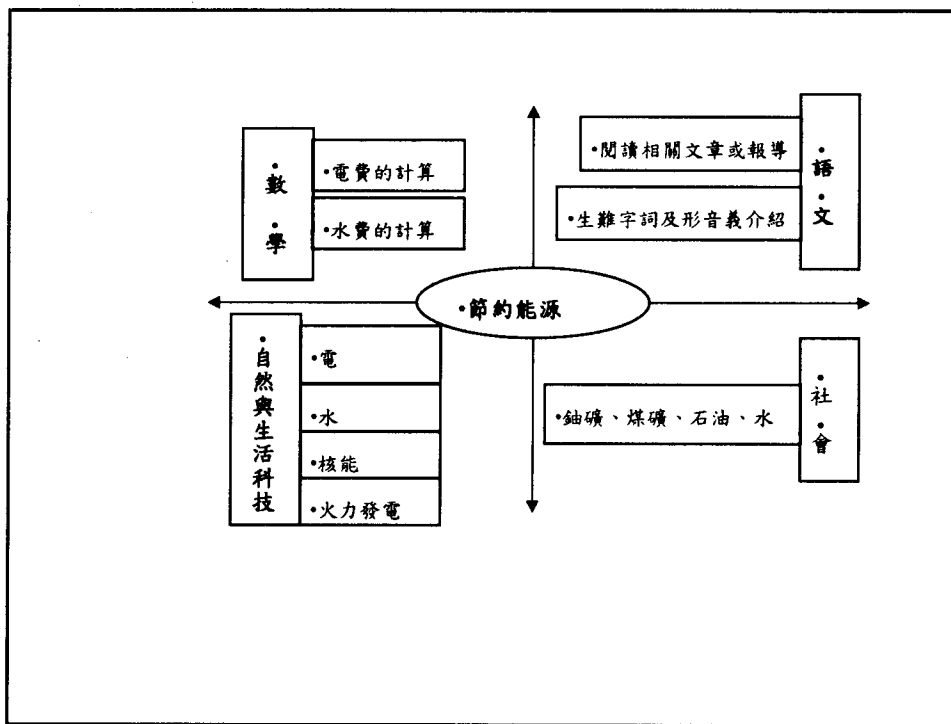 •數•學
•電費的計算
•水費的計算
•閱讀相關文章或報導
•生難字詞及形音義介紹
•語•文
•節約能源
•自然與生活科技
•電
•水
•核能
•火力發電
•鈾礦、煤礦、石油、水
•社•會